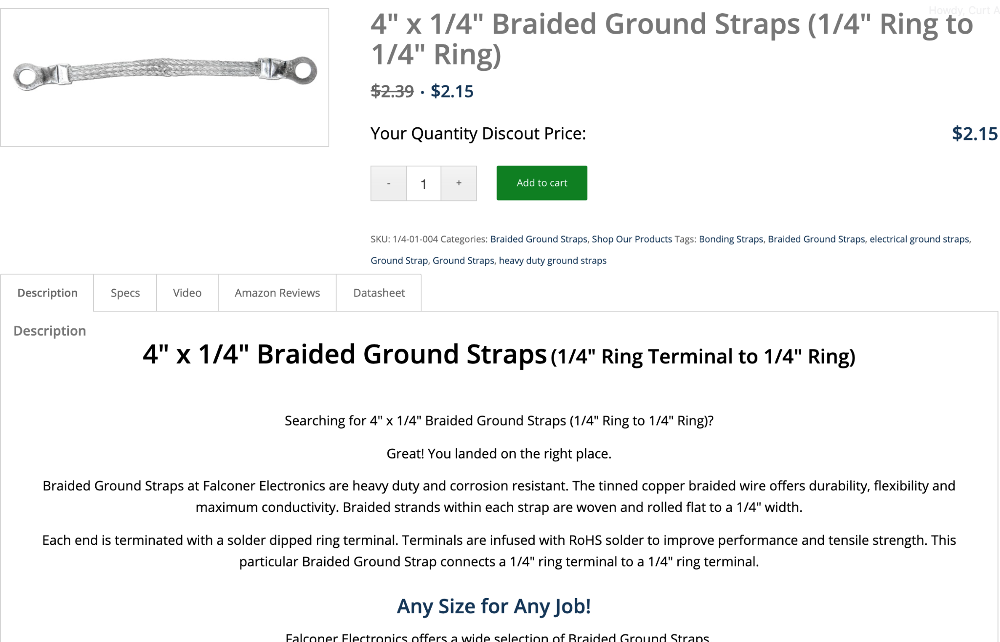 Howdy, Curt A
4" x 1/4" Braided Ground Straps (1/4" Ring to
1/4" Ring)
$2.39 · $2.15
Your Quantity Discout Price: $2.15
- 1 + Add to cart
SKU: 1/4-01-004 Categories: Braided Ground Straps, Shop Our Products Tags: Bonding Straps, Braided Ground Straps, electrical ground straps,
Ground Strap, Ground Straps, heavy duty ground straps
Description Specs Video Amazon Reviews Datasheet
Description
4" x 1/4" Braided Ground Straps (1/4" Ring Terminal to 1/4" Ring)
Searching for 4" x 1/4" Braided Ground Straps (1/4" Ring to 1/4" Ring)?
Great! You landed on the right place.
Braided Ground Straps at Falconer Electronics are heavy duty and corrosion resistant. The tinned copper braided wire offers durability, flexibility and
maximum conductivity. Braided strands within each strap are woven and rolled flat to a 1/4" width.
Each end is terminated with a solder dipped ring terminal. Terminals are infused with RoHS solder to improve performance and tensile strength. This
particular Braided Ground Strap connects a 1/4" ring terminal to a 1/4" ring terminal.
Any Size for Any Job!
Falconer Electronics offers a wide selection of Braided Ground Straps